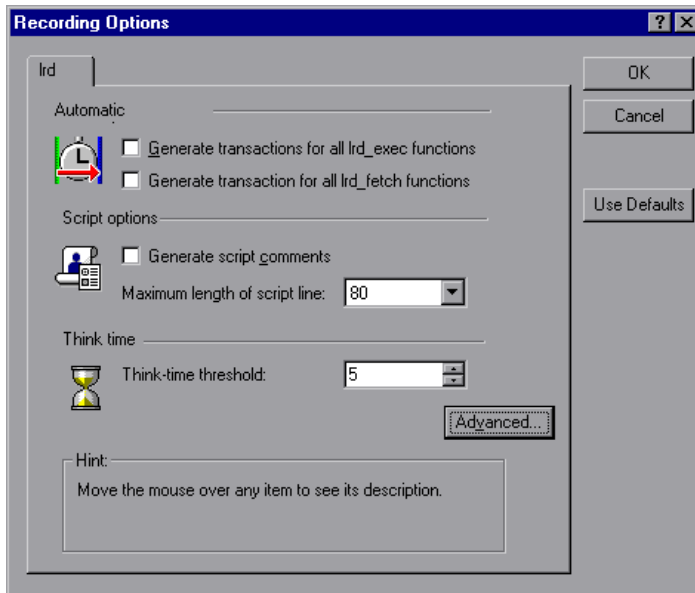 Recording Options
lrd
OK
Cancel
Use Defaults
Automatic
Generate transactions for all lrd_exec functions
Generate transaction for all lrd_fetch functions
Script options
Generate script comments
Maximum length of script line: 80
Think time
Think-time threshold: 5
Advanced...
Hint:
Move the mouse over any item to see its description.